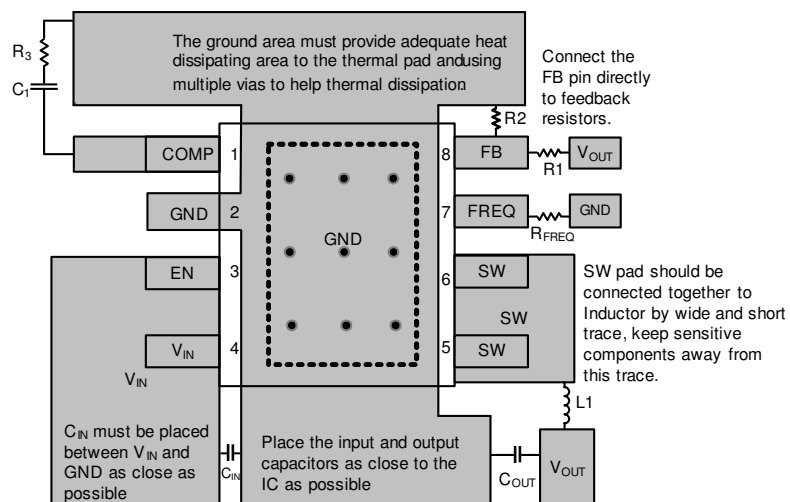 The ground area must provide adequate heat
dissipating area to the thermal pad andusing
multiple vias to help thermal dissipation.
R3
C1
Connect the
FB pin directly
to feedback
resistors.
R2
COMP
1
8
FB
R1
VOUT
GND
2
7
FREQ
RFREQ
GND
GND
EN
3
6
SW
SW
VIN
4
5
SW
VIN
SW pad should be
connected together to
Inductor by wide and short
trace, keep sensitive
components away from
this trace.
L1
CIN must be placed
between VIN and
GND as close as
possible
CIN
Place the input and output
capacitors as close to the
IC as possible
COUT
VOUT